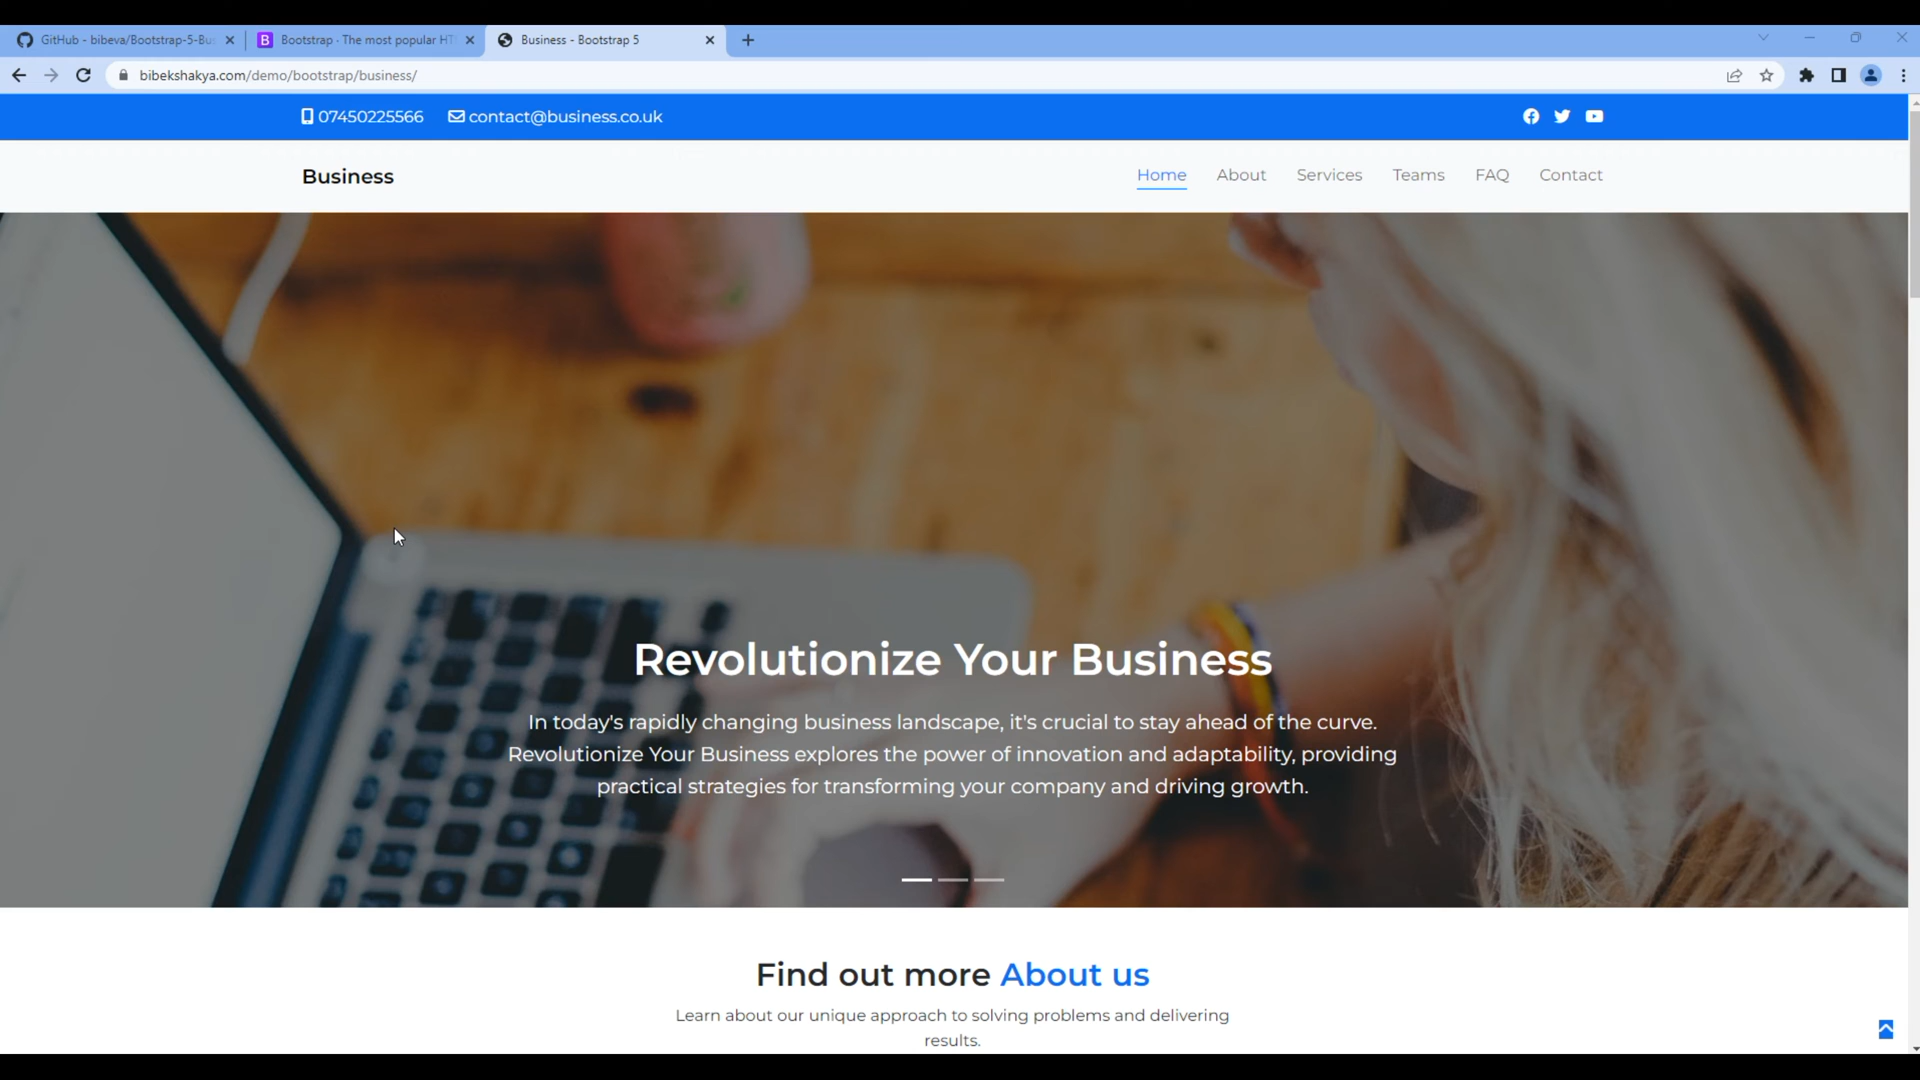 GitHub - bibeva/Bootstrap-5-Bus
Bootstrap · The most popular HT
Business - Bootstrap 5
bibekshakya.com/demo/bootstrap/business/
07450225566 contact@business.co.uk
Business
Home About Services Teams FAQ Contact
Revolutionize Your Business
In today's rapidly changing business landscape, it's crucial to stay ahead of the curve.
Revolutionize Your Business explores the power of innovation and adaptability, providing
practical strategies for transforming your company and driving growth.
Find out more About us
Learn about our unique approach to solving problems and delivering
results.